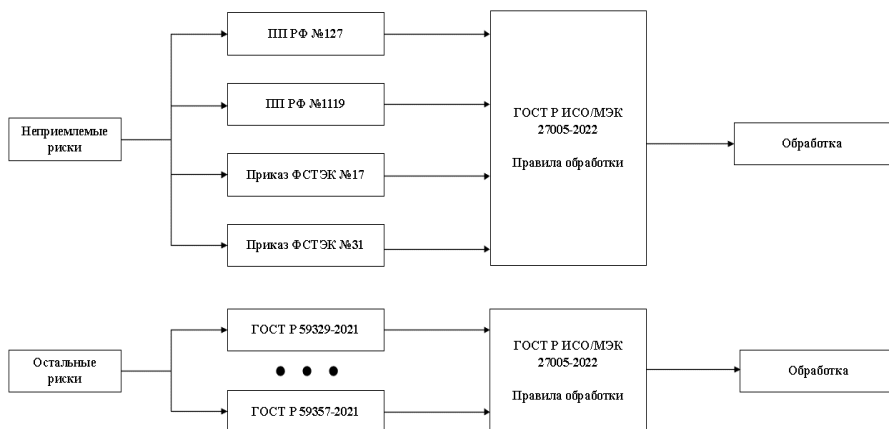 Неприемлемые
риски
ПП РФ №127
ПП РФ №1119
Приказ ФСТЭК №17
Приказ ФСТЭК №31
ГОСТ Р ИСО/МЭК
27005-2022
Правила обработки
Обработка
Остальные
риски
ГОСТ Р 59329-2021
ГОСТ Р 59357-2021
ГОСТ Р ИСО/МЭК
27005-2022
Правила обработки
Обработка